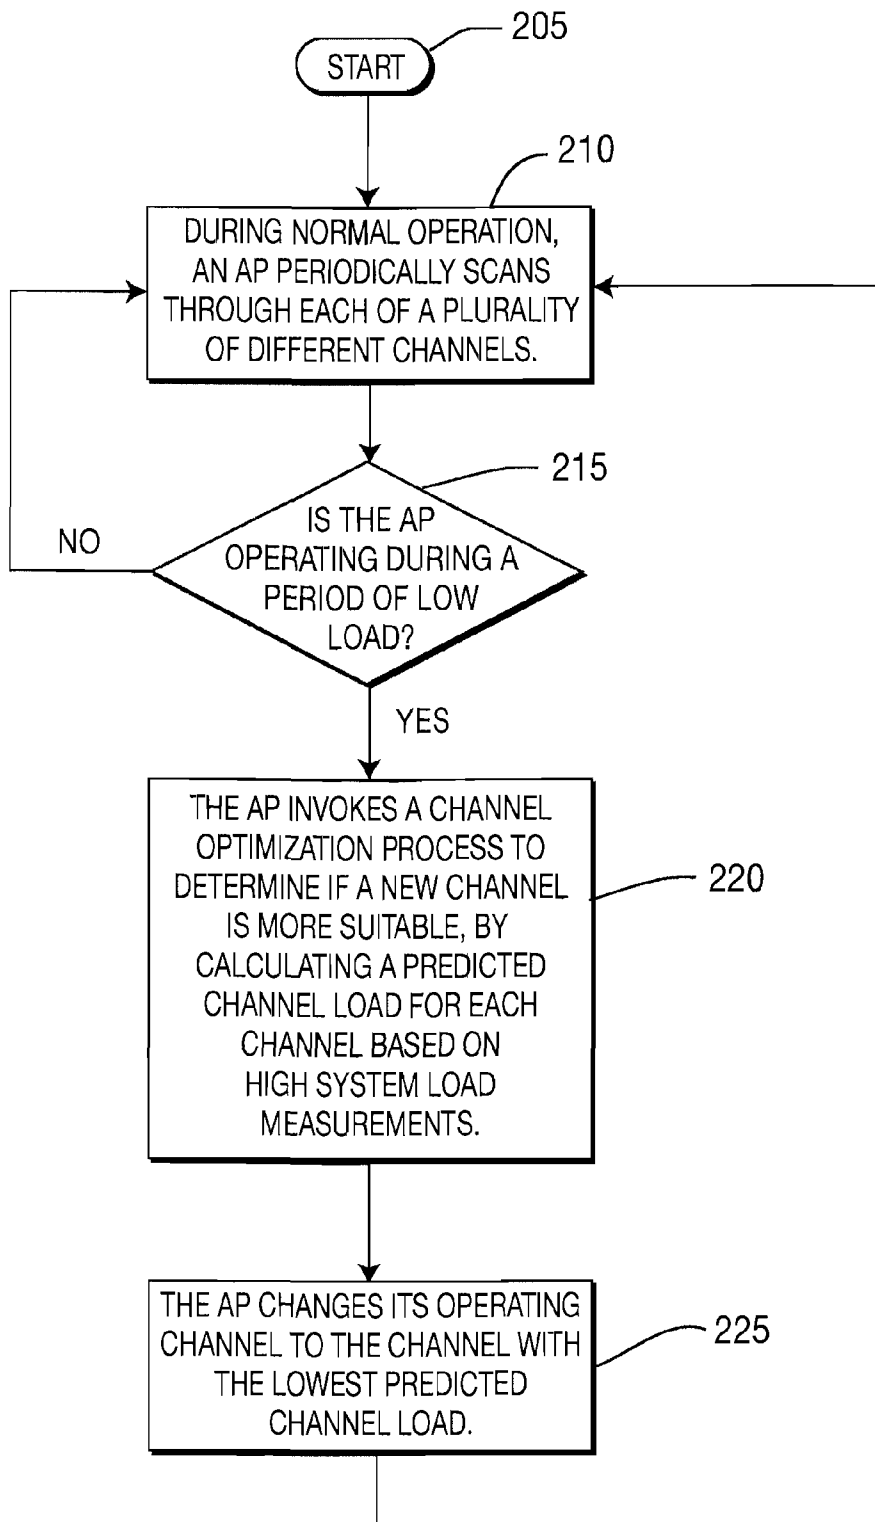 205
START
210
DURING NORMAL OPERATION,
AN AP PERIODICALLY SCANS
THROUGH EACH OF A PLURALITY
OF DIFFERENT CHANNELS.
215
IS THE AP
OPERATING DURING A
PERIOD OF LOW
LOAD?
NO
YES
THE AP INVOKES A CHANNEL
OPTIMIZATION PROCESS TO
DETERMINE IF A NEW CHANNEL
IS MORE SUITABLE, BY
CALCULATING A PREDICTED
CHANNEL LOAD FOR EACH
CHANNEL BASED ON
HIGH SYSTEM LOAD
MEASUREMENTS.
220
THE AP CHANGES ITS OPERATING
CHANNEL TO THE CHANNEL WITH
THE LOWEST PREDICTED
CHANNEL LOAD.
225